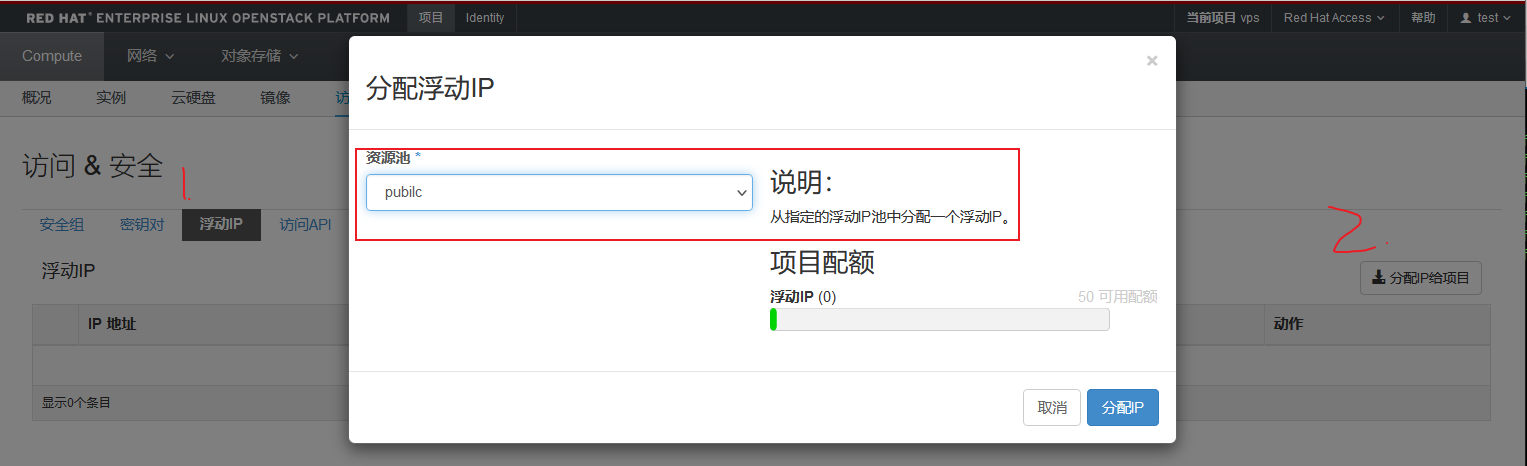 RED HAT® ENTERPRISE LINUX OPENSTACK PLATFORM 项目 Identity 当前项目 vps Red Hat Access 帮助 test
Compute 网络 对象存储
概况 实例 云硬盘 镜像 访
访问 & 安全
1.
安全组 密钥对 浮动IP 访问API
浮动IP
2.
分配IP给项目
IP 地址 动作
显示0个条目
×
分配浮动IP
资源池 *
pubilc
说明:
从指定的浮动IP池中分配一个浮动IP。
项目配额
浮动IP (0) 50 可用配额
取消 分配IP